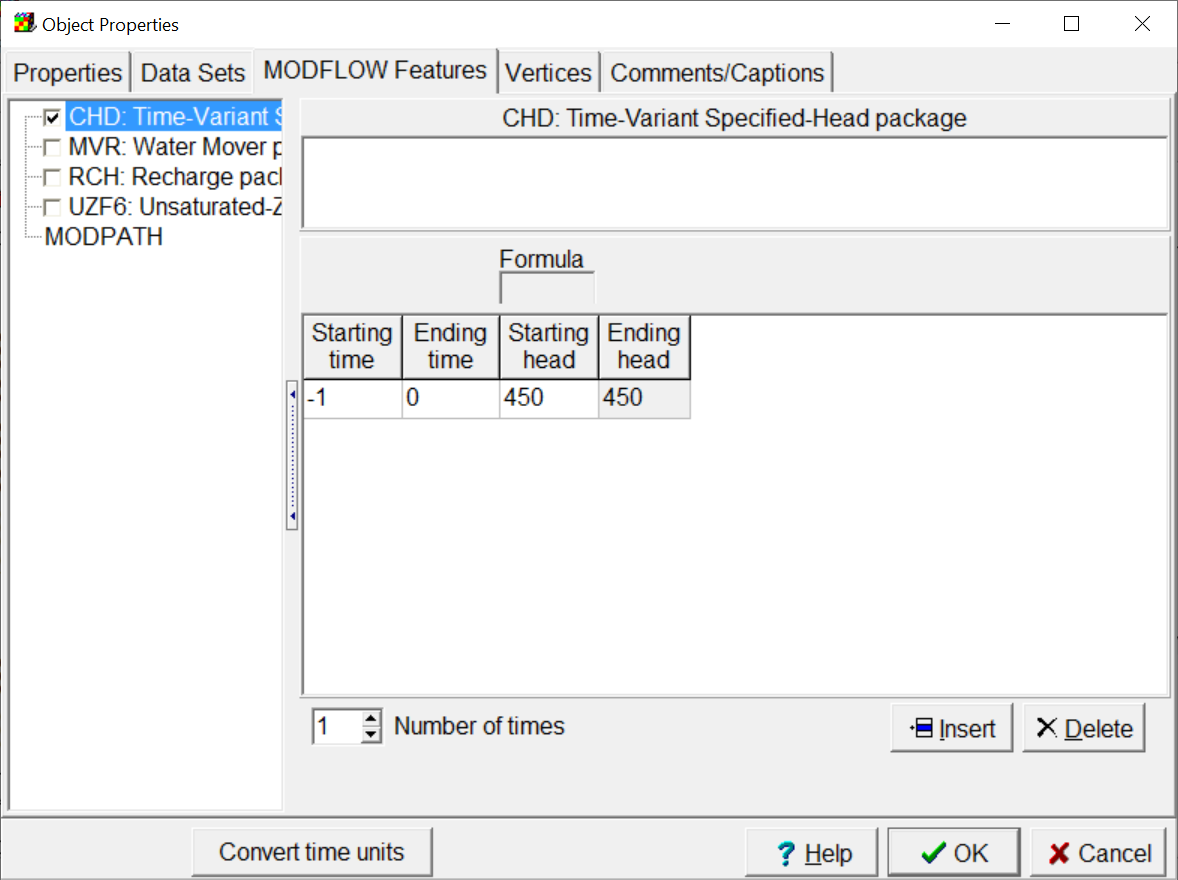 Object Properties
Properties Data Sets MODFLOW Features Vertices Comments/Captions
CHD: Time-Variant S
MVR: Water Mover p
RCH: Recharge pac
UZF6: Unsaturated-Z
MODPATH
CHD: Time-Variant Specified-Head package
Formula
Starting time Ending time Starting head Ending head
-1 0 450 450
1 Number of times Insert Delete
Convert time units ? Help OK Cancel